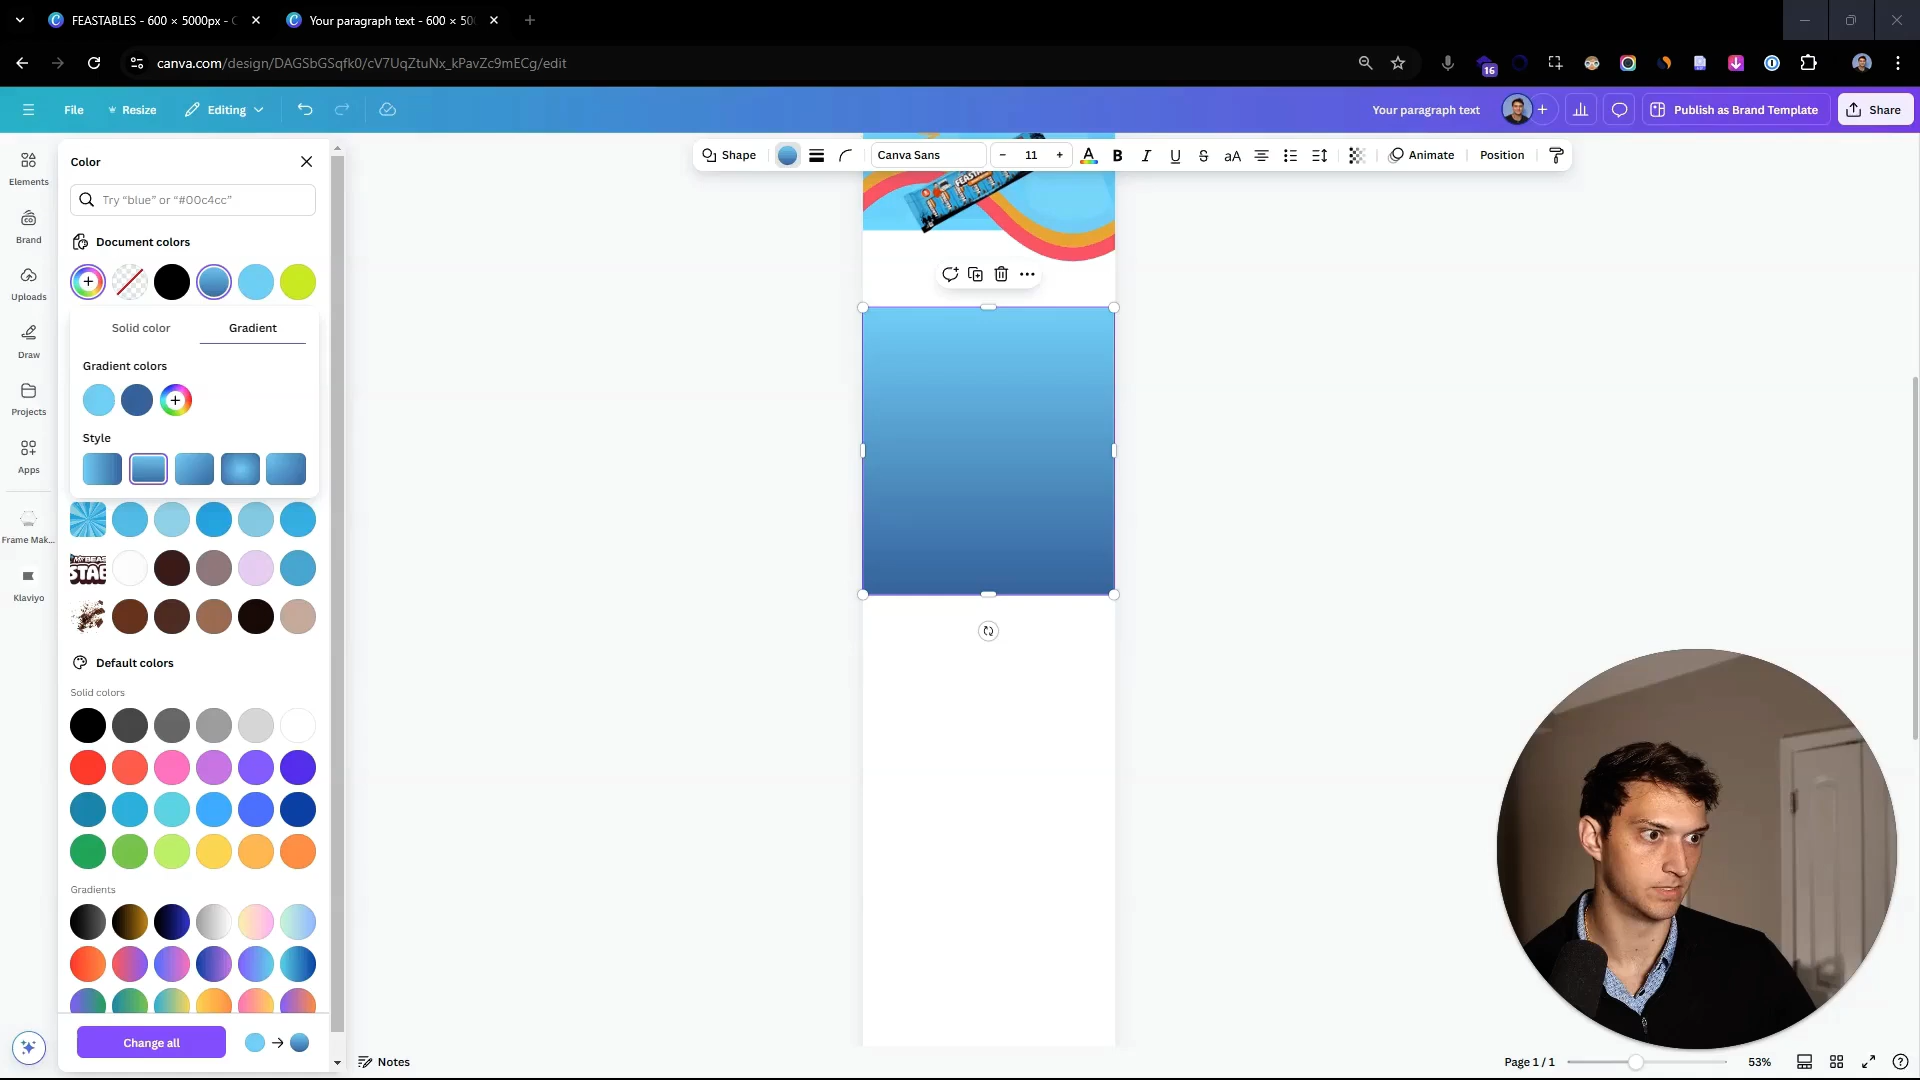 FEASTABLES - 600 × 5000px - C
Your paragraph text - 600 × 50
canva.com/design/DAGSbGSqfk0/cV7UqZtuNx_kPavZc9mECg/edit
16
File
Resize
Editing
Your paragraph text
Publish as Brand Template
Share
Elements
Brand
Uploads
Draw
Projects
Apps
Frame Mak...
Klaviyo
Color
Try “blue” or “#00c4cc”
Document colors
Solid color
Gradient
Gradient colors
Style
Default colors
Solid colors
Gradients
Change all
Shape
Canva Sans
– 11 +
A
B
I
U
S
aA
Animate
Position
FEASTABLES
Notes
Page 1 / 1
53%